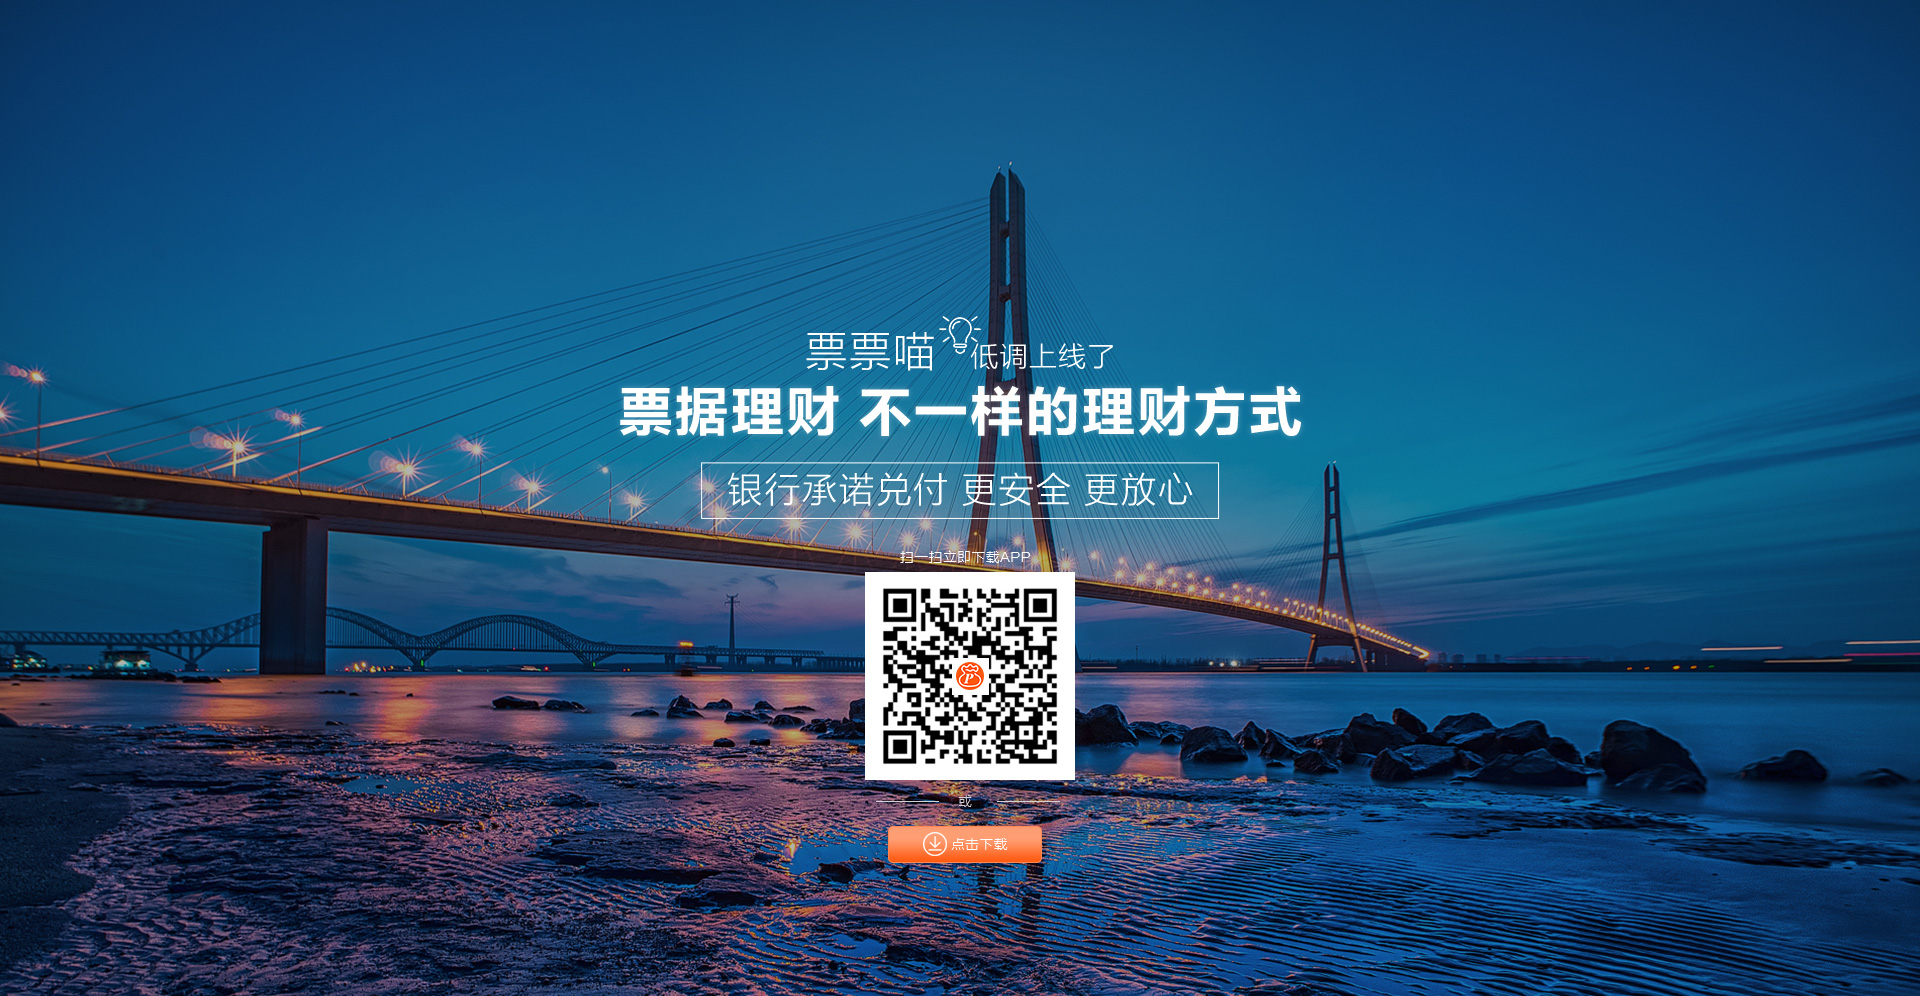 票票喵 低调上线了
票据理财 不一样的理财方式
银行承诺兑付 更安全 更放心
扫一扫立即下载APP
P
或
点击下载